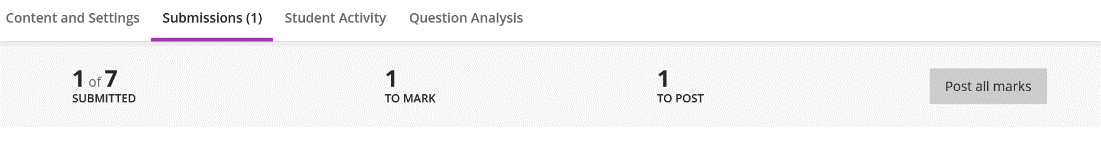 Content and Settings Submissions (1) Student Activity Question Analysis
1 of 7 1 1
SUBMITTED TO MARK TO POST
Post all marks